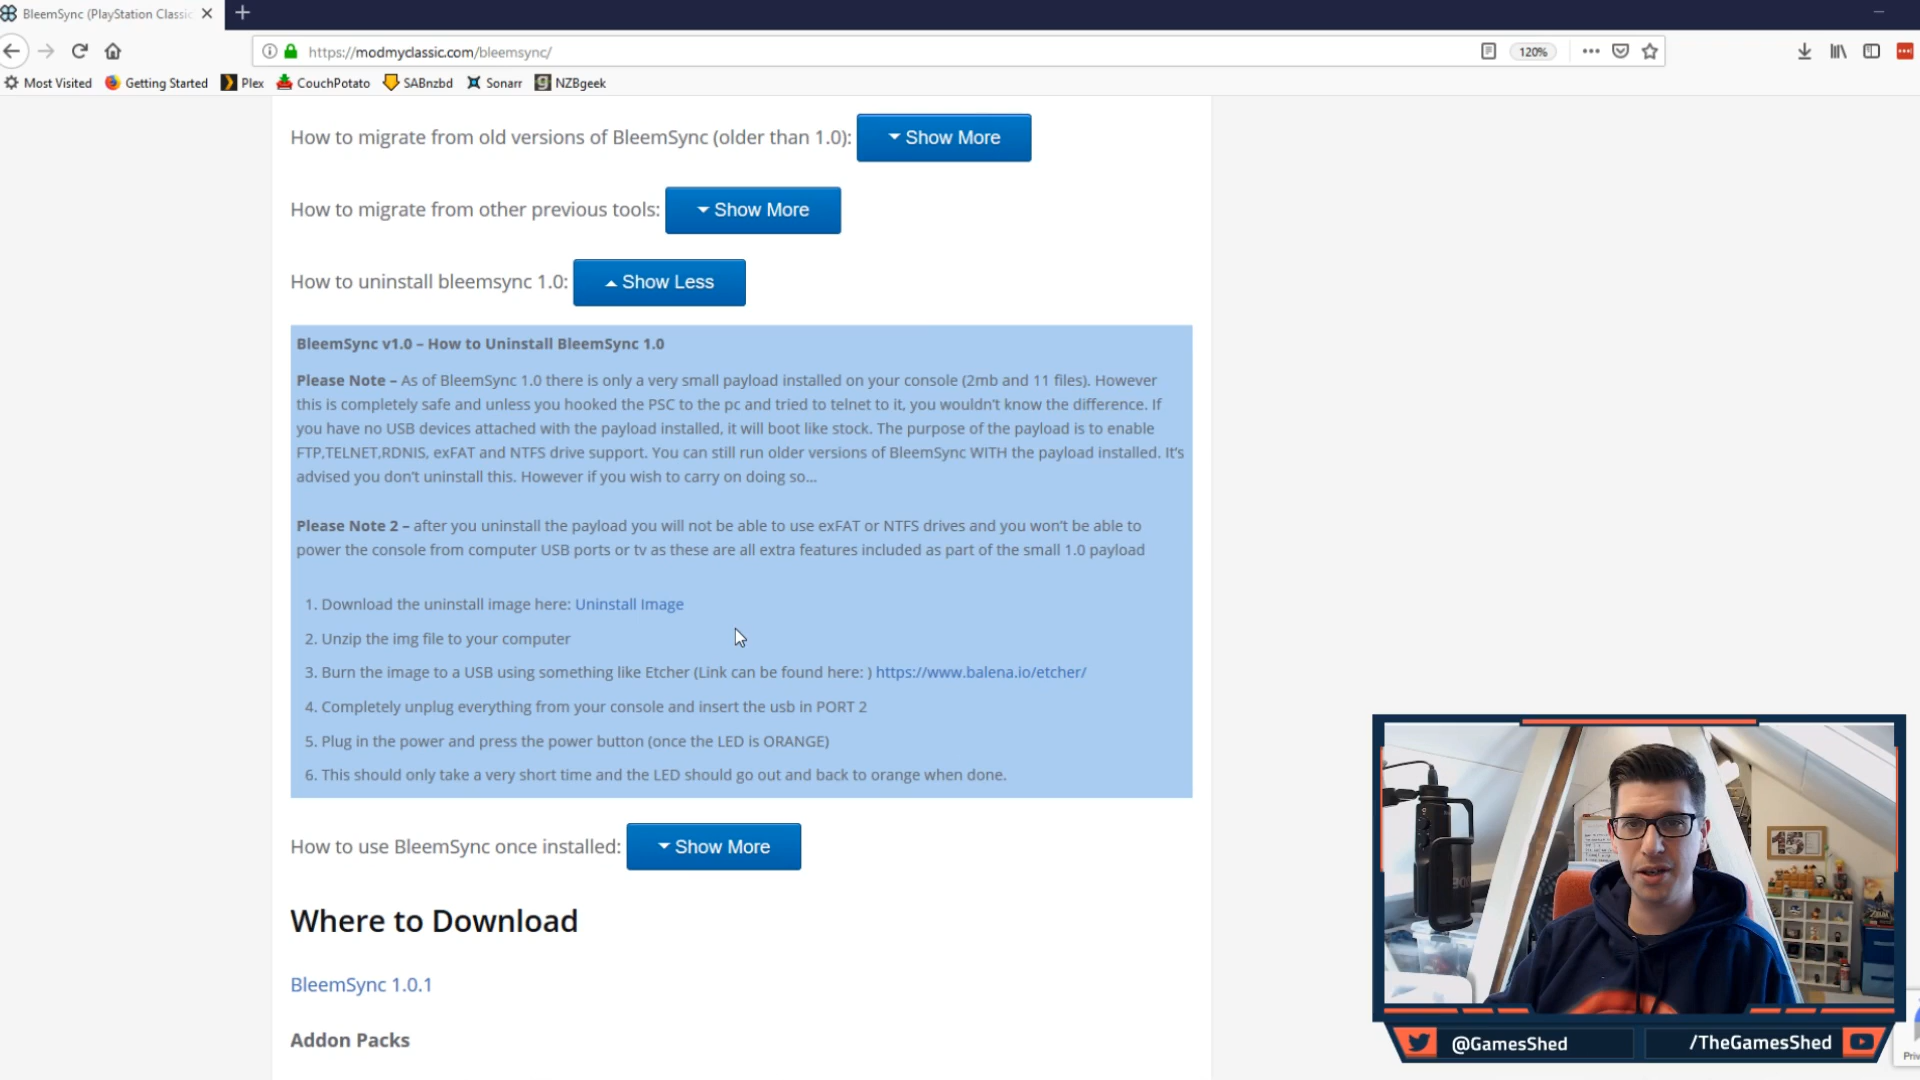 BleemSync (PlayStation Classic
https://modmyclassic.com/bleemsync/
120%
Most Visited
Getting Started
Plex
CouchPotato
SABnzbd
Sonarr
NZBgeek
How to migrate from old versions of BleemSync (older than 1.0): Show More
How to migrate from other previous tools: Show More
How to uninstall bleemsync 1.0: Show Less
BleemSync v1.0 – How to Uninstall BleemSync 1.0
Please Note – As of BleemSync 1.0 there is only a very small payload installed on your console (2mb and 11 files). However
this is completely safe and unless you hooked the PSC to the pc and tried to telnet to it, you wouldn't know the difference. If
you have no USB devices attached with the payload installed, it will boot like stock. The purpose of the payload is to enable
FTP,TELNET,RDNIS, exFAT and NTFS drive support. You can still run older versions of BleemSync WITH the payload installed. It's
advised you don't uninstall this. However if you wish to carry on doing so...
Please Note 2 – after you uninstall the payload you will not be able to use exFAT or NTFS drives and you won't be able to
power the console from computer USB ports or tv as these are all extra features included as part of the small 1.0 payload
1. Download the uninstall image here: Uninstall Image
2. Unzip the img file to your computer
3. Burn the image to a USB using something like Etcher (Link can be found here: ) https://www.balena.io/etcher/
4. Completely unplug everything from your console and insert the usb in PORT 2
5. Plug in the power and press the power button (once the LED is ORANGE)
6. This should only take a very short time and the LED should go out and back to orange when done.
How to use BleemSync once installed: Show More
Where to Download
BleemSync 1.0.1
Addon Packs
@GamesShed
/TheGamesShed